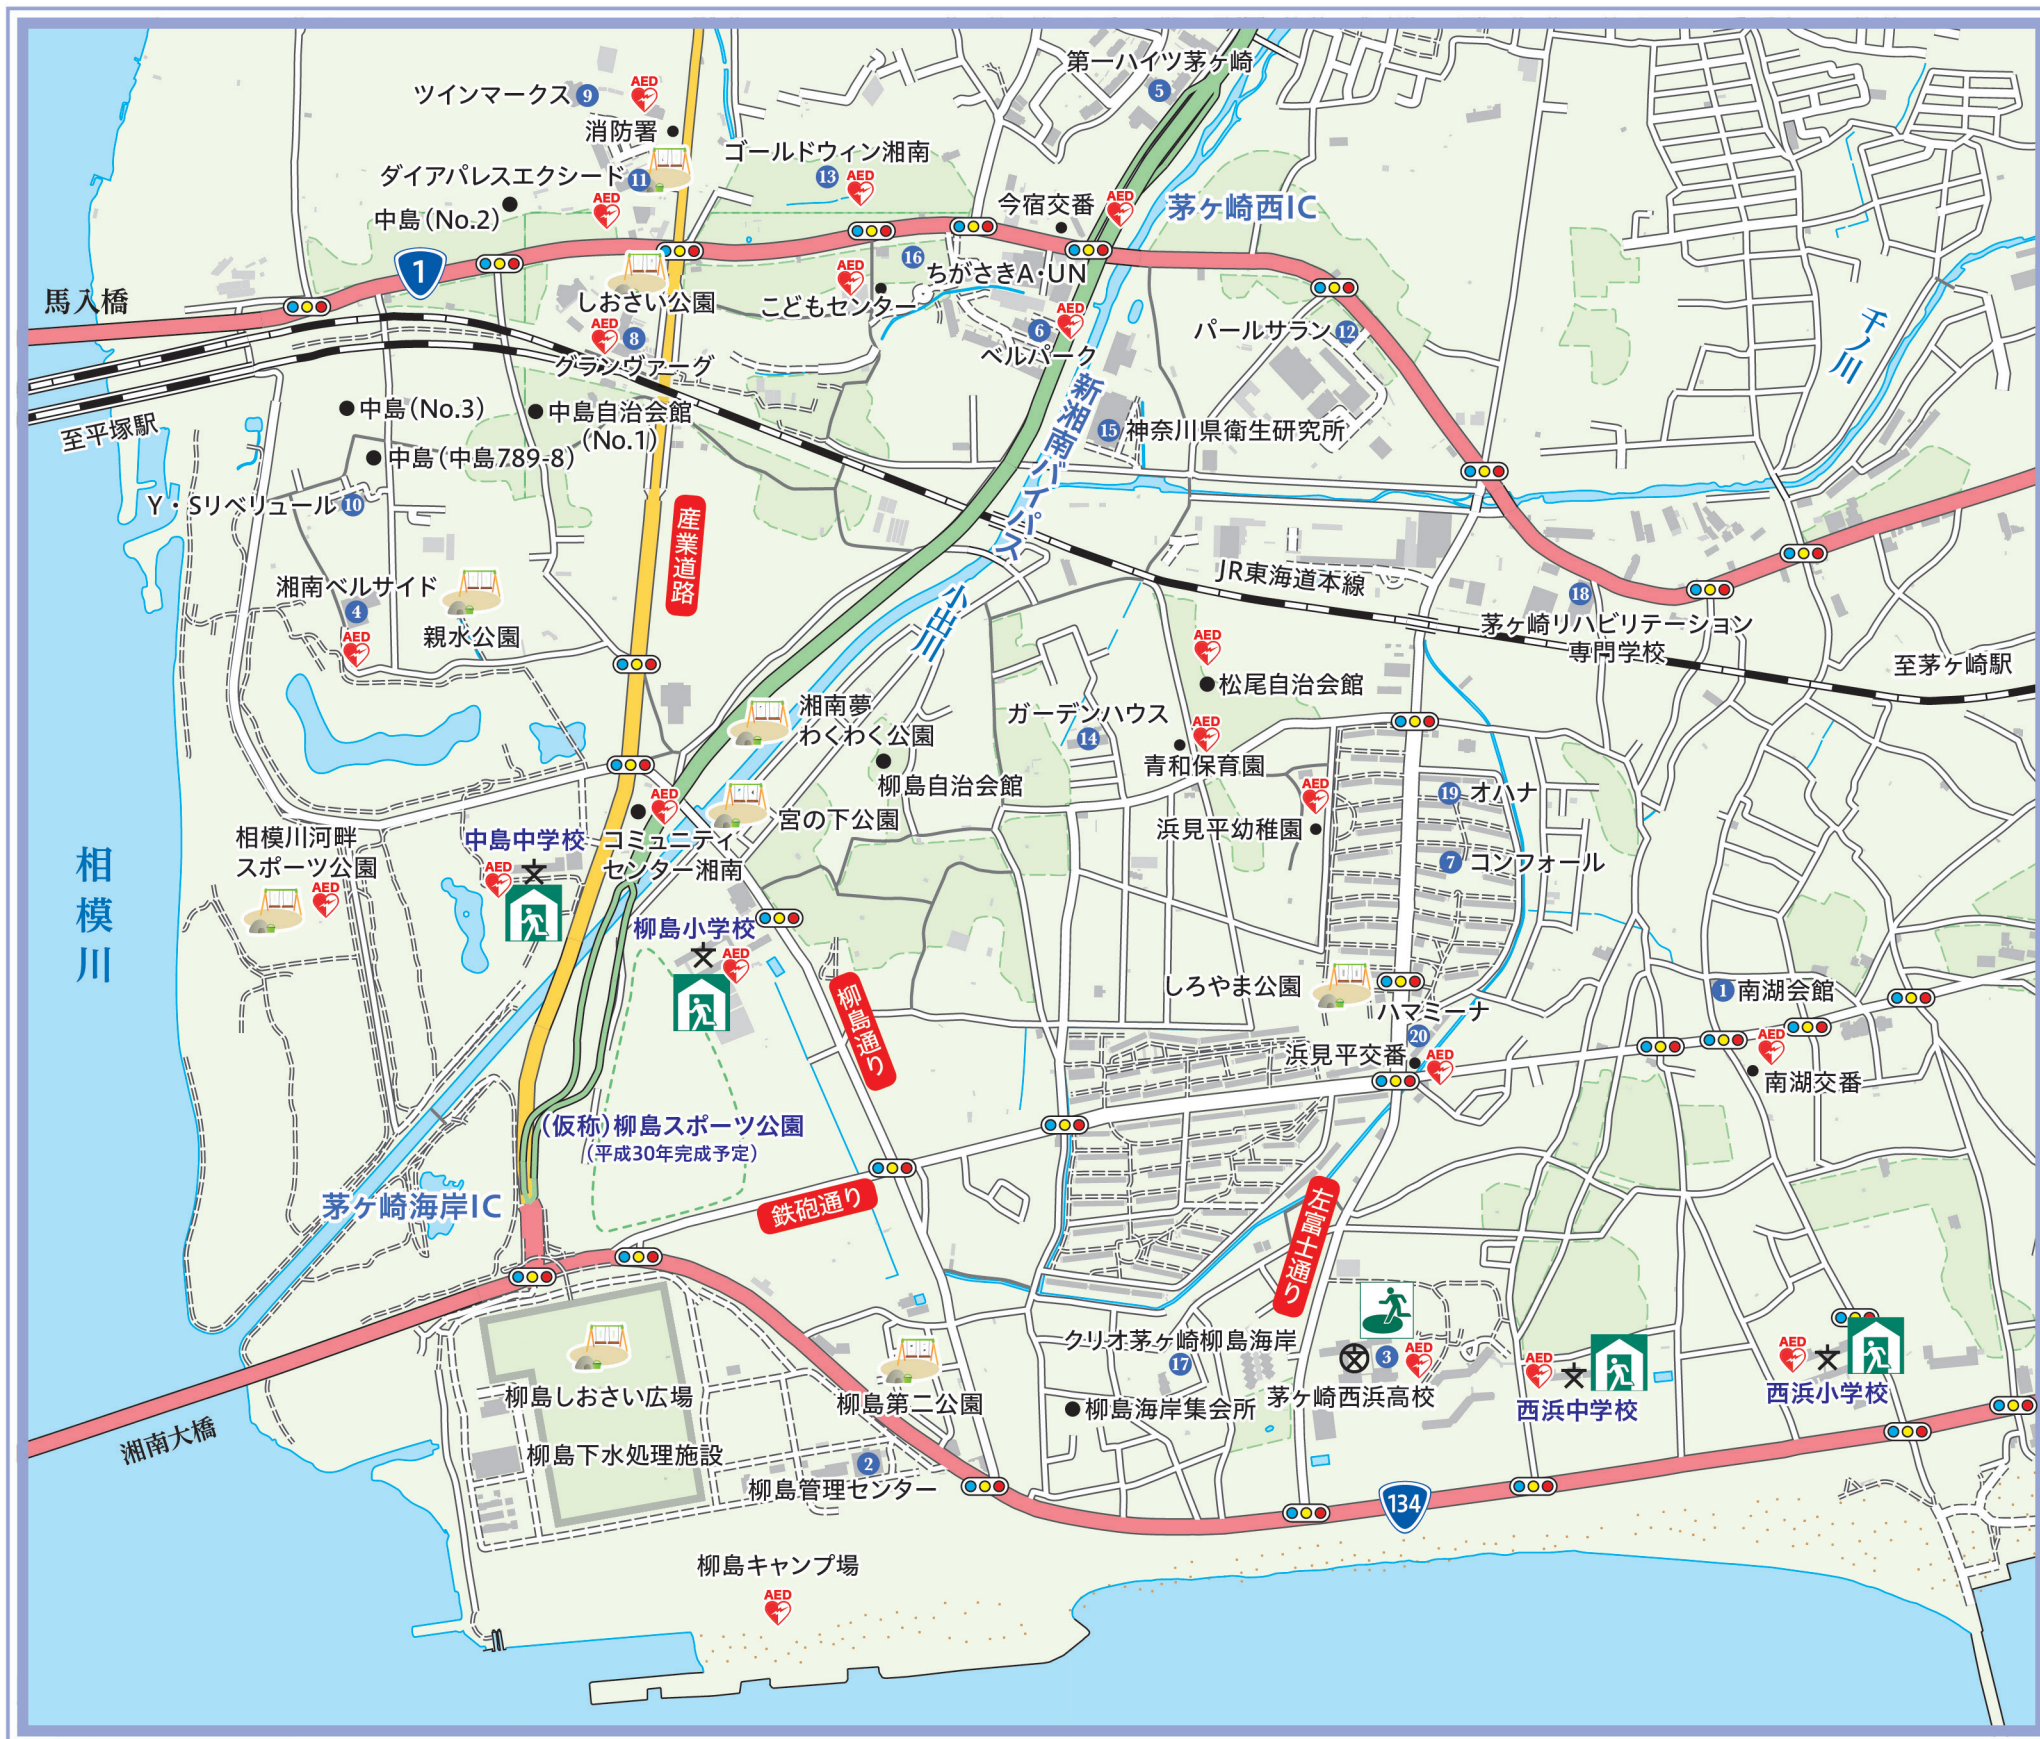 第一ハイツ茅ヶ崎
5
ツインマークス 9
AED
消防署
ゴールドウィン湘南
13
AED
ダイアパレスエクシード 11
AED
中島（No.2）
今宿交番
AED
茅ヶ崎西IC
1
16
ちがさきA・UN
AED
こどもセンター
しおさい公園
馬入橋
AED
8
グランヴァーグ
6
AED
ベルパーク
パールサラン 12
千ノ川
新湘南バイパス
中島（No.3）
中島自治会館
（No.1）
至平塚駅
15 神奈川県衛生研究所
中島（中島789-8）
Y・Sリベリュール 10
産業道路
JR東海道本線
18
茅ヶ崎リハビリテーション
専門学校
至茅ヶ崎駅
湘南ベルサイド
4
AED
親水公園
小出川
AED
松尾自治会館
湘南夢
わくわく公園
ガーデンハウス
14
AED
青和保育園
柳島自治会館
AED
浜見平幼稚園
19 オハナ
宮の下公園
AED
コミュニティ
センター湘南
相模川河畔
スポーツ公園
AED
中島中学校
AED
7 コンフォール
相模川
柳島小学校
AED
柳島通り
しろやま公園
ハマミーナ
20
浜見平交番
AED
1 南湖会館
AED
南湖交番
（仮称）柳島スポーツ公園
（平成30年完成予定）
茅ヶ崎海岸IC
鉄砲通り
左富士通り
クリオ茅ヶ崎柳島海岸
17
3
AED
茅ヶ崎西浜高校
AED
西浜中学校
AED
西浜小学校
柳島しおさい広場
柳島第二公園
柳島海岸集会所
湘南大橋
柳島下水処理施設
2
柳島管理センター
134
柳島キャンプ場
AED